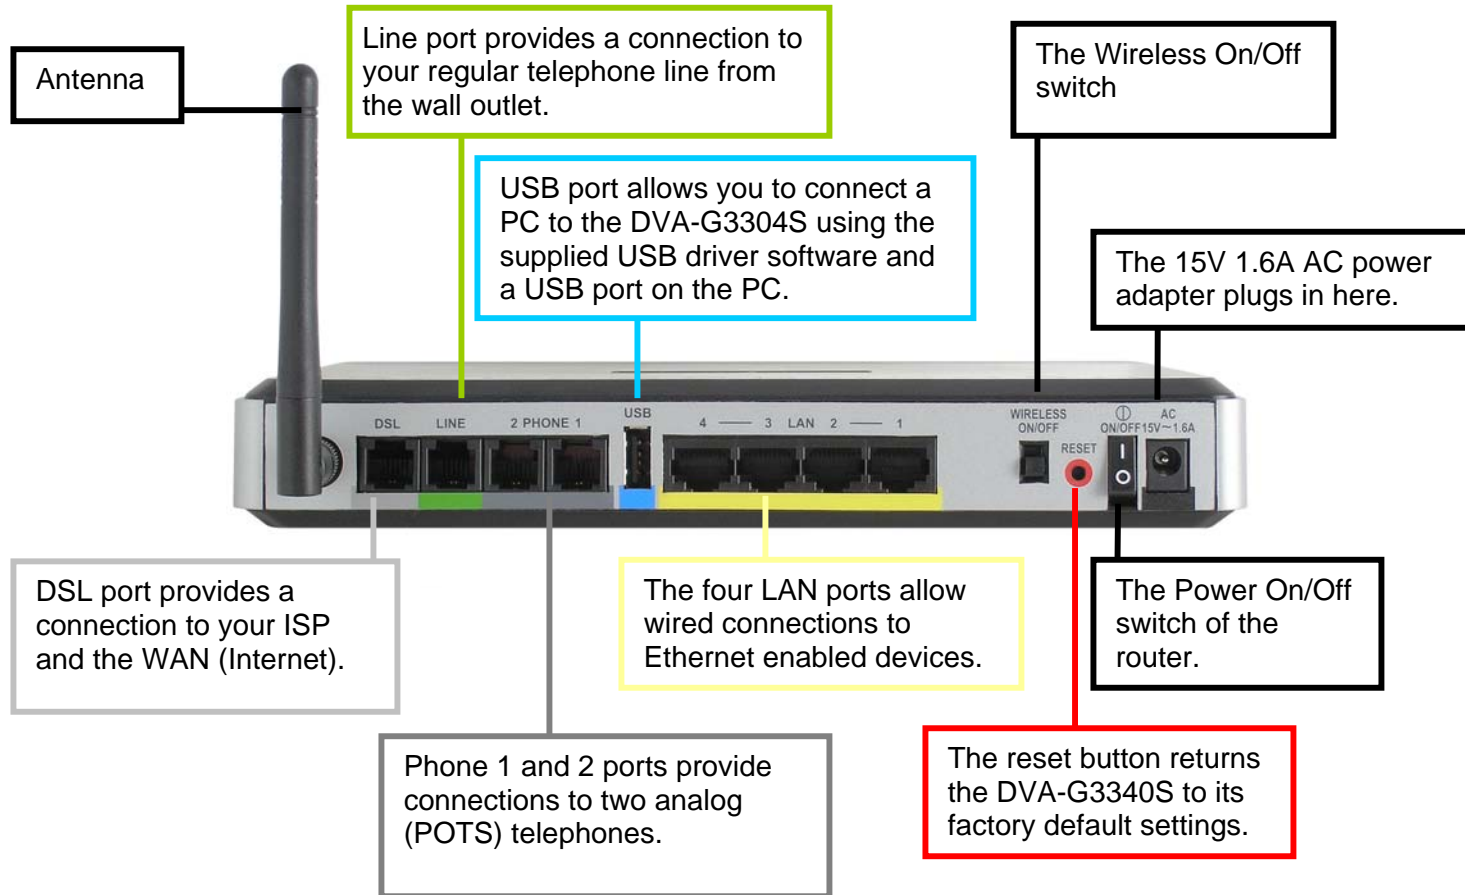 Antenna
Line port provides a connection to
your regular telephone line from
the wall outlet.
The Wireless On/Off
switch
USB port allows you to connect a
PC to the DVA-G3304S using the
supplied USB driver software and
a USB port on the PC.
The 15V 1.6A AC power
adapter plugs in here.
DSL
LINE
2 PHONE 1
USB
4 — 3 LAN 2 — 1
WIRELESS
ON/OFF
RESET
ON/OFF
AC
15V~1.6A
I
O
DSL port provides a
connection to your ISP
and the WAN (Internet).
The four LAN ports allow
wired connections to
Ethernet enabled devices.
The Power On/Off
switch of the
router.
Phone 1 and 2 ports provide
connections to two analog
(POTS) telephones.
The reset button returns
the DVA-G3340S to its
factory default settings.